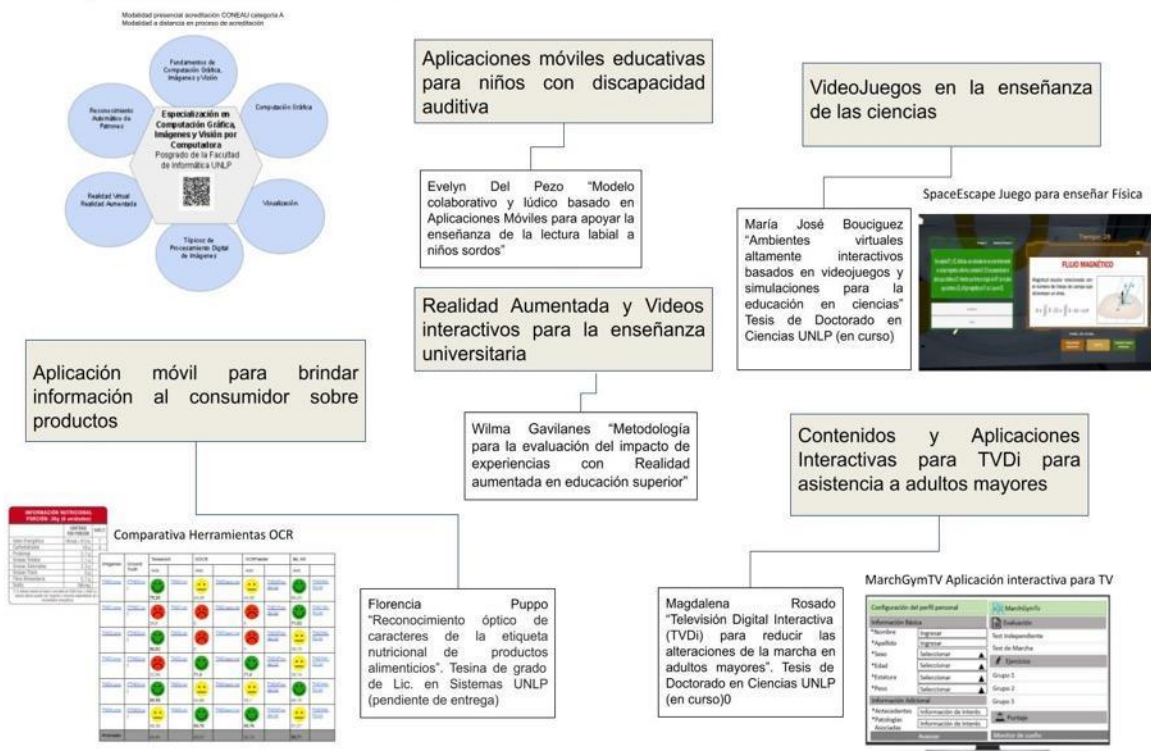 Modalidad presencial acreditación CONEAU categoría A
Modalidad a distancia en proceso de acreditación
Fundamentos de
Computación Gráfica,
Imágenes y Visión
Computación Gráfica
Visualización
Tópicos de
Procesamiento Digital
de Imágenes
Realidad Virtual
Realidad Aumentada
Reconocimiento
Automático de
Patrones
Especialización en
Computación Gráfica,
Imágenes y Visión por
Computadora
Posgrado de la Facultad
de Informática UNLP
Aplicaciones móviles educativas
para niños con discapacidad
auditiva
Evelyn Del Pezo "Modelo
colaborativo y lúdico basado en
Aplicaciones Móviles para apoyar la
enseñanza de la lectura labial a
niños sordos"
VideoJuegos en la enseñanza
de las ciencias
María José Bouciguez
"Ambientes virtuales
altamente interactivos
basados en videojuegos y
simulaciones para la
educación en ciencias"
Tesis de Doctorado en
Ciencias UNLP (en curso)
SpaceEscape Juego para enseñar Física
FLUJO MAGNÉTICO
Realidad Aumentada y Videos
interactivos para la enseñanza
universitaria
Wilma Gavilanes "Metodología
para la evaluación del impacto de
experiencias con Realidad
aumentada en educación superior"
Aplicación móvil para brindar
información al consumidor sobre
productos
INFORMACIÓN NUTRICIONAL
Comparativa Herramientas OCR
Florencia Puppo
"Reconocimiento óptico de
caracteres de la etiqueta
nutricional de productos
alimenticios". Tesina de grado
de Lic. en Sistemas UNLP
(pendiente de entrega)
Contenidos y Aplicaciones
Interactivas para TVDi para
asistencia a adultos mayores
Magdalena Rosado
"Televisión Digital Interactiva
(TVDi) para reducir las
alteraciones de la marcha en
adultos mayores". Tesis de
Doctorado en Ciencias UNLP
(en curso)0
MarchGymTV Aplicación interactiva para TV
Configuración del perfil personal
Información Básica
*Nombre Ingresar
*Apellido Ingresar
*Sexo Seleccionar
*Edad Seleccionar
*Estatura Seleccionar
*Peso Seleccionar
Información Adicional
*Antecedentes Información de Interés
*Patologías Asociadas Información de Interés
Avanzar
MarchGymTv
Evaluación
Test Independiente
Test de Marcha
Ejercicios
Grupo 1
Grupo 2
Grupo 3
Puntaje
Monitor de sueño